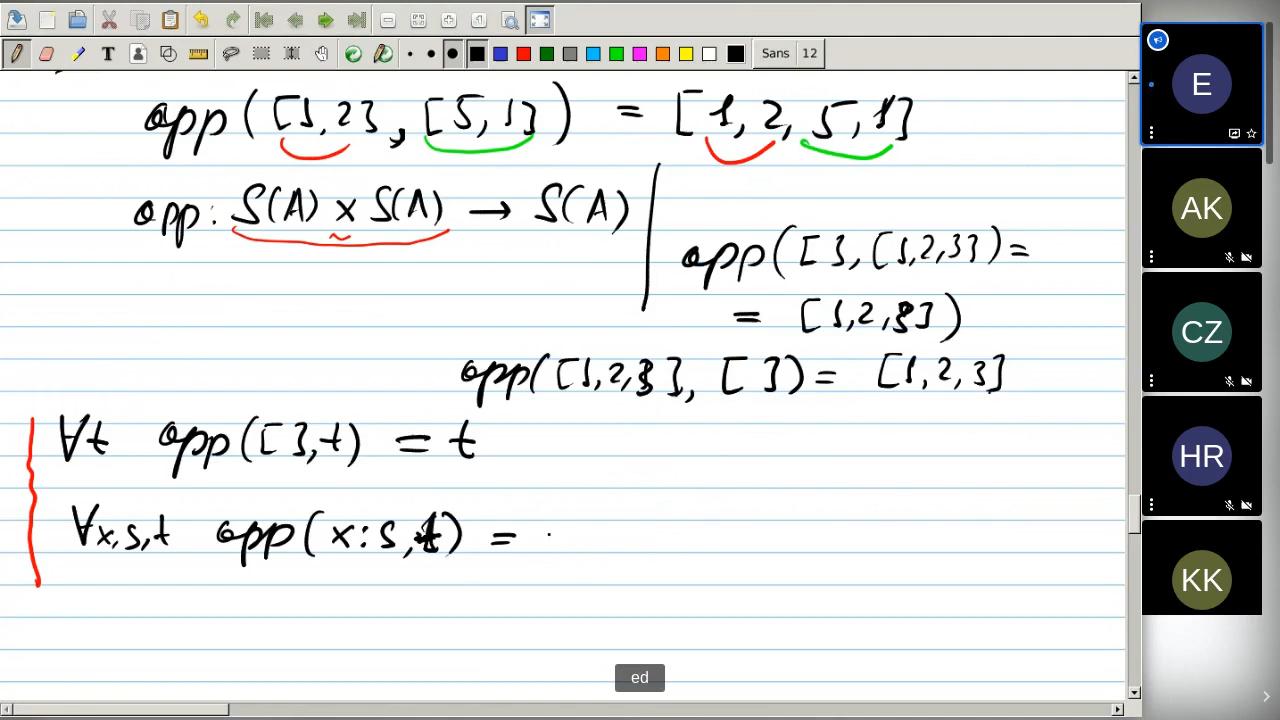 Sans 12
app([1,2], [5,1]) = [1,2,5,1]
app: S(A) x S(A) → S(A)
app([],[1,2,3]) =
= [1,2,3])
app([1,2,3], []) = [1,2,3]
∀t app([],t) = t
∀x,s,t app(x:s,t) =
ed
E
AK
CZ
HR
KK